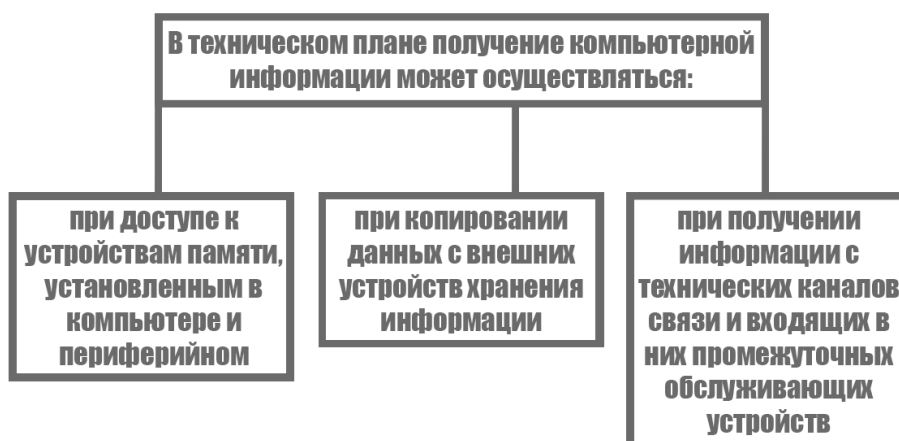 В техническом плане получение компьютерной
информации может осуществляться:
при доступе к
устройствам памяти,
установленным в
компьютере и
периферийном
при копировании
данных с внешних
устройств хранения
информации
при получении
информации с
технических каналов
связи и входящих в
них промежуточных
обслуживающих
устройств